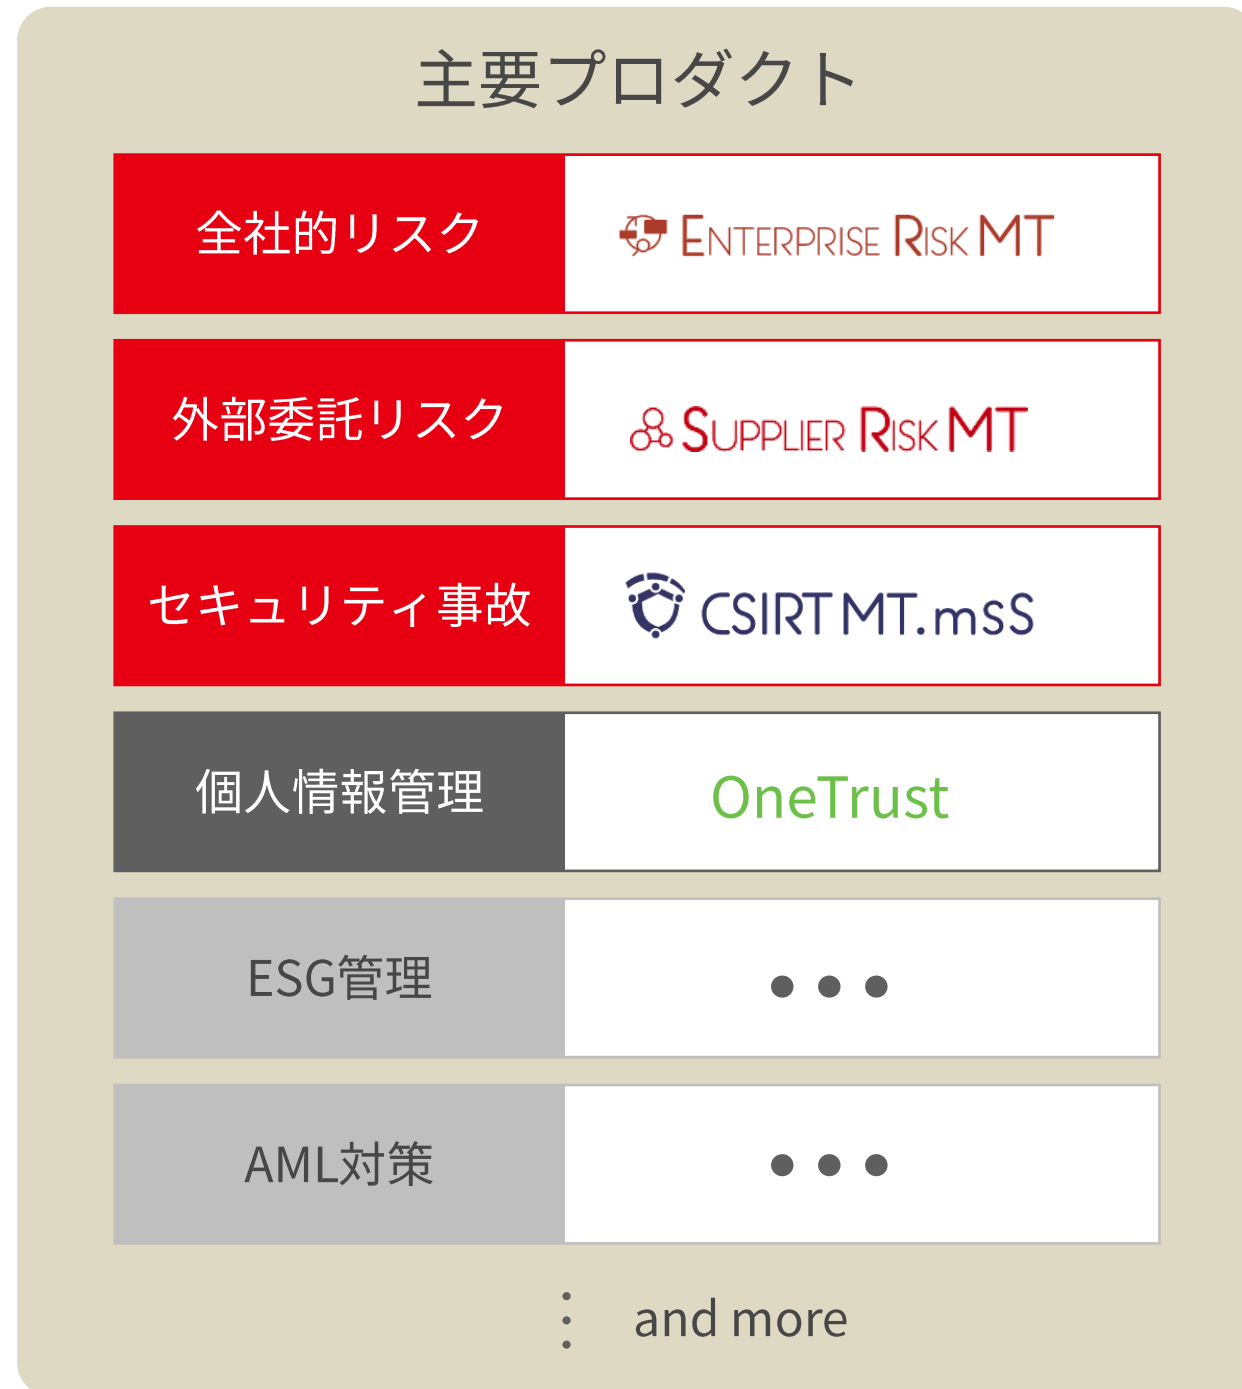 主要プロダクト
全社的リスク
ENTERPRISE RISK MT
外部委託リスク
SUPPLIER RISK MT
セキュリティ事故
CSIRT MT.msS
個人情報管理
OneTrust
ESG管理
●●●
AML対策
●●●
⋮ and more